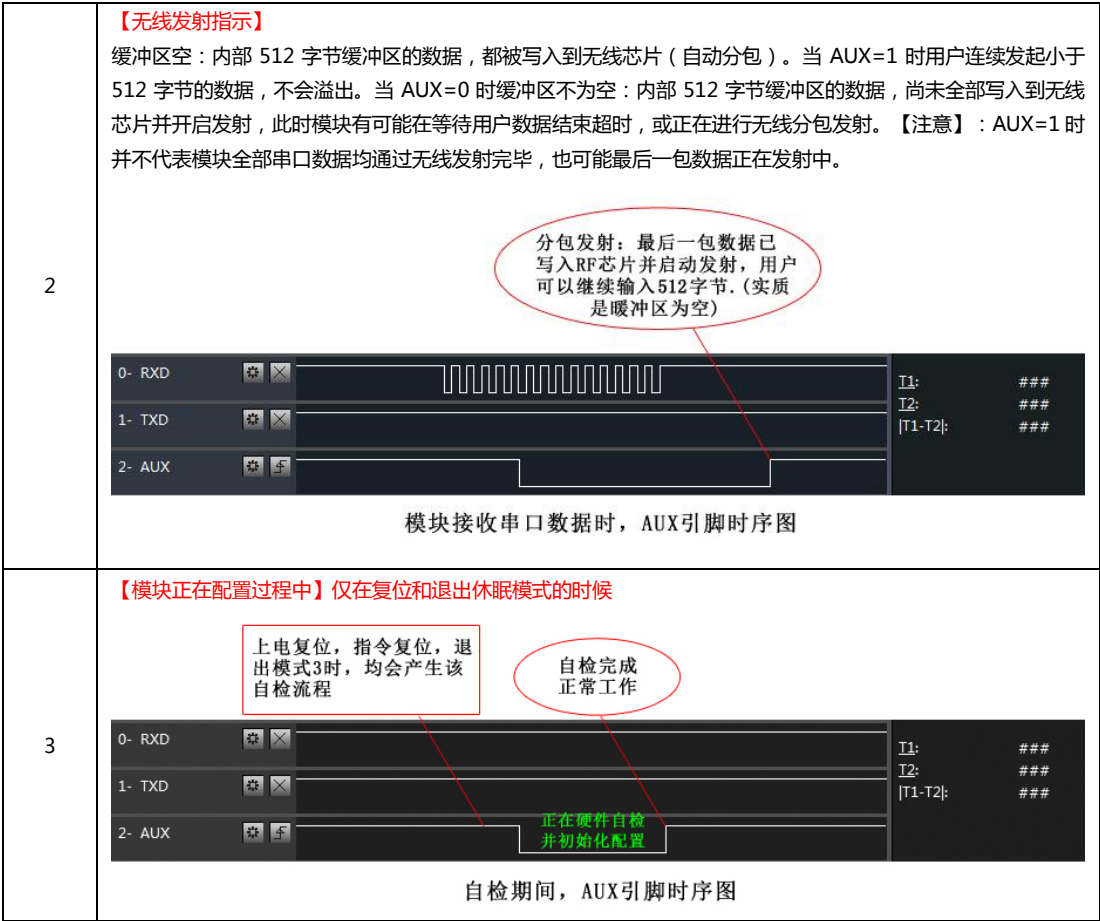 【无线发射指示】
缓冲区空：内部 512 字节缓冲区的数据，都被写入到无线芯片（自动分包）。当 AUX=1 时用户连续发起小于
512 字节的数据，不会溢出。当 AUX=0 时缓冲区不为空：内部 512 字节缓冲区的数据，尚未全部写入到无线
芯片并开启发射，此时模块有可能在等待用户数据结束超时，或正在进行无线分包发射。【注意】：AUX=1 时
并不代表模块全部串口数据均通过无线发射完毕，也可能最后一包数据正在发射中。
2
分包发射：最后一包数据已
写入RF芯片并启动发射，用户
可以继续输入512字节.(实质
是暖冲区为空)
0- RXD
1- TXD
2- AUX
T1: ###
T2: ###
|T1-T2|: ###
模块接收串口数据时，AUX引脚时序图
3
【模块正在配置过程中】仅在复位和退出休眠模式的时候
上电复位，指令复位，退
出模式3时，均会产生该
自检流程
自检完成
正常工作
0- RXD
1- TXD
2- AUX
正在硬件自检
并初始化配置
T1: ###
T2: ###
|T1-T2|: ###
自检期间，AUX引脚时序图